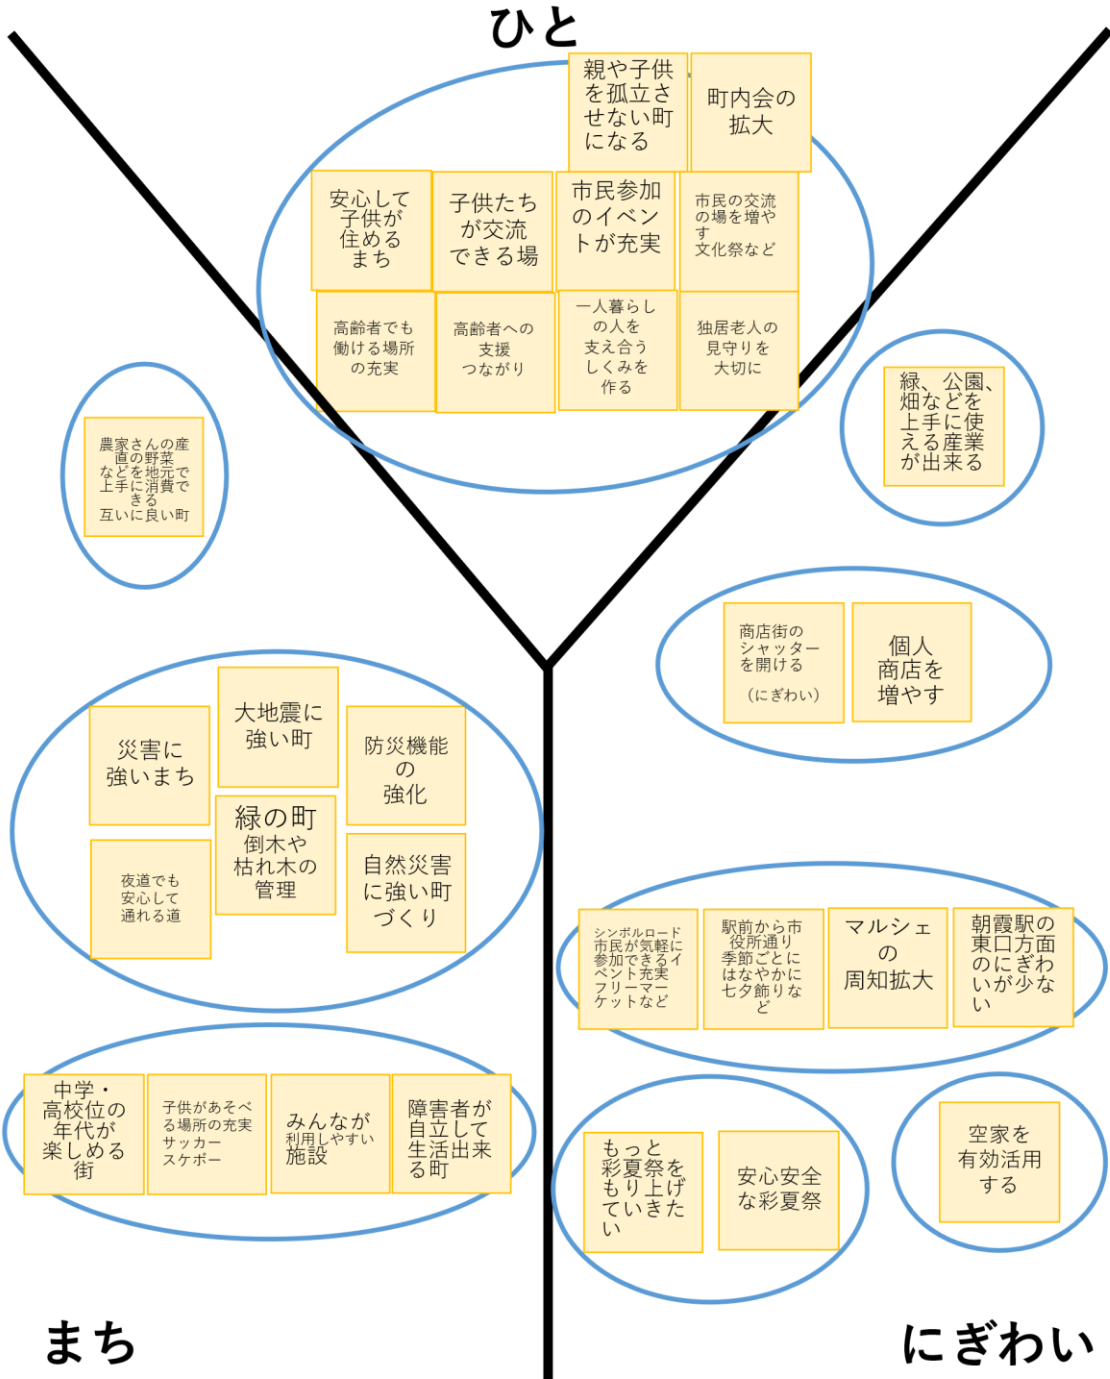 ひと
親や子供
を孤立さ
せない町
になる
町内会の
拡大
安心して
子供が
住める
まち
子供たち
が交流
できる場
市民参加
のイベン
トが充実
市民の交流
の場を増や
す
文化祭など
高齢者でも
働ける場所
の充実
高齢者への
支援
つながり
一人暮らし
の人を
支え合う
しくみを
作る
独居老人の
見守りを
大切に
農家さんの産
直の野菜
などを地元で
上手に消費で
きる
互いに良い町
緑、公園、
畑などを
上手に使
える産業
が出来る
商店街の
シャッター
を開ける
（にぎわい）
個人
商店を
増やす
災害に
強いまち
大地震に
強い町
防災機能
の
強化
夜道でも
安心して
通れる道
緑の町
倒木や
枯れ木の
管理
自然災害
に強い町
づくり
シンボルロード
市民が気軽に
参加できるイ
ベント充実
フリーマー
ケットなど
駅前から市
役所通り
季節ごとに
はなやかに
七夕飾りな
ど
マルシェ
の
周知拡大
朝霞駅の
東口方面
のにぎわ
いが少な
い
中学・
高校位の
年代が
楽しめる
街
子供があそべ
る場所の充実
サッカー
スケボー
みんなが
利用しやすい
施設
障害者が
自立して
生活出来
る町
もっと
彩夏祭を
もり上げ
ていきた
い
安心安全
な彩夏祭
空家を
有効活用
する
まち
にぎわい